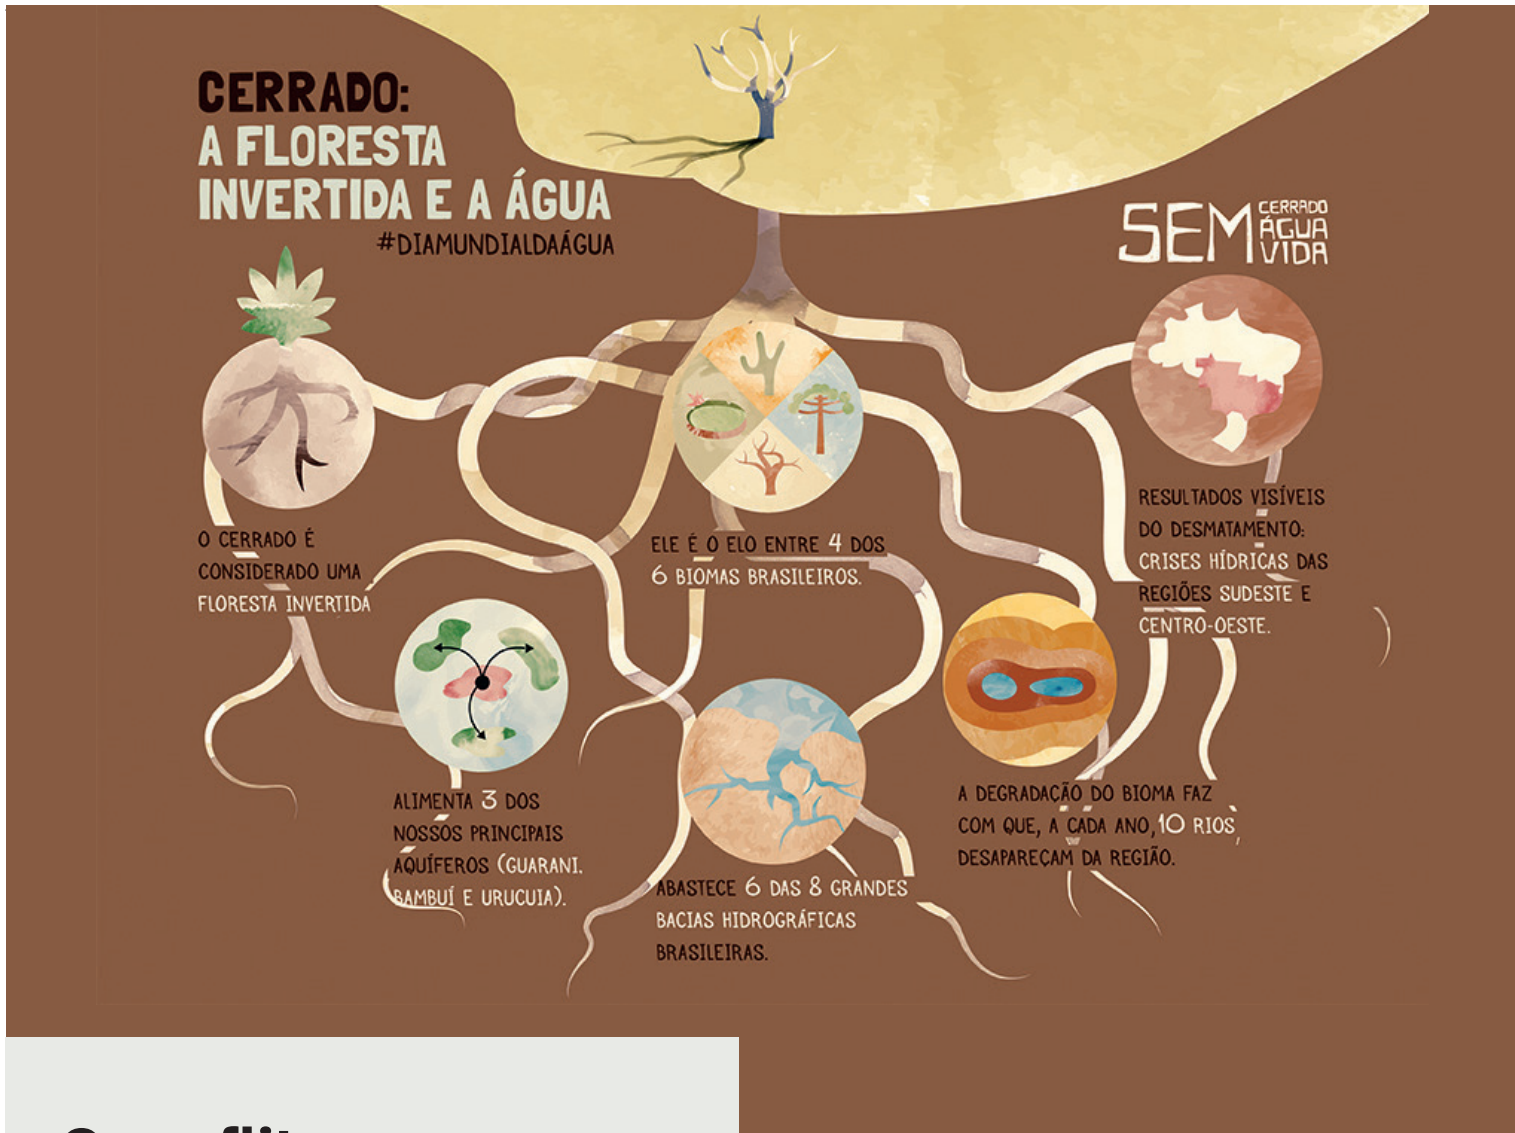 CERRADO:
A FLORESTA
INVERTIDA E A ÁGUA
#DIAMUNDIALDAÁGUA
SEM CERRADO
ÁGUA
VIDA
O CERRADO É
CONSIDERADO UMA
FLORESTA INVERTIDA
ELE É O ELO ENTRE 4 DOS
6 BIOMAS BRASILEIROS.
RESULTADOS VISÍVEIS
DO DESMATAMENTO:
CRISES HÍDRICAS DAS
REGIÕES SUDESTE E
CENTRO-OESTE.
ALIMENTA 3 DOS
NOSSOS PRINCIPAIS
AQUÍFEROS (GUARANI,
BAMBUÍ E URUCUIA).
ABASTECE 6 DAS 8 GRANDES
BACIAS HIDROGRÁFICAS
BRASILEIRAS.
A DEGRADAÇÃO DO BIOMA FAZ
COM QUE, A CADA ANO, 10 RIOS
DESAPAREÇAM DA REGIÃO.